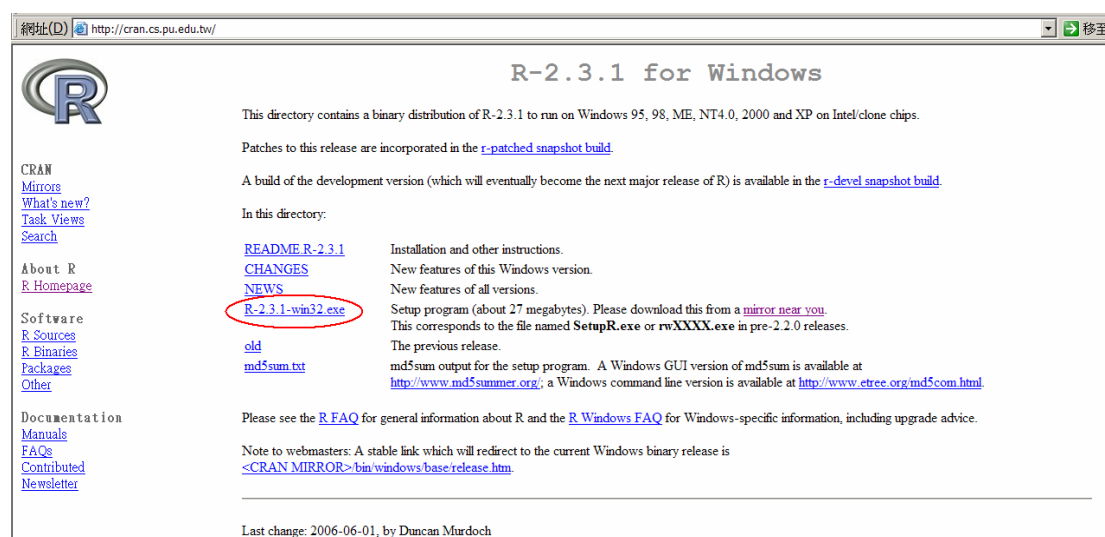 網址(D) http://cran.cs.pu.edu.tw/ 移至
R
R-2.3.1 for Windows
This directory contains a binary distribution of R-2.3.1 to run on Windows 95, 98, ME, NT4.0, 2000 and XP on Intel/clone chips.
Patches to this release are incorporated in the r-patched snapshot build.
A build of the development version (which will eventually become the next major release of R) is available in the r-devel snapshot build.
In this directory:
README.R-2.3.1 Installation and other instructions.
CHANGES New features of this Windows version.
NEWS New features of all versions.
R-2.3.1-win32.exe Setup program (about 27 megabytes). Please download this from a mirror near you.
This corresponds to the file named SetupR.exe or rwXXXX.exe in pre-2.2.0 releases.
old The previous release.
md5sum.txt md5sum output for the setup program. A Windows GUI version of md5sum is available at
http://www.md5summer.org/; a Windows command line version is available at http://www.etree.org/md5com.html.
Please see the R FAQ for general information about R and the R Windows FAQ for Windows-specific information, including upgrade advice.
Note to webmasters: A stable link which will redirect to the current Windows binary release is
<CRAN MIRROR>/bin/windows/base/release.htm.
Last change: 2006-06-01, by Duncan Murdoch
CRAN
Mirrors
What's new?
Task Views
Search
About R
R Homepage
Software
R Sources
R Binaries
Packages
Other
Documentation
Manuals
FAQs
Contributed
Newsletter